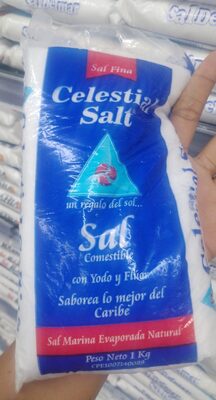 Sal Fina
Celestial
Salt
un regalo del sol...
Sal
Comestible
con Yodo y Fluor
Saborea lo mejor del
Caribe
Sal Marina Evaporada Natural
Peso Neto 1 Kg